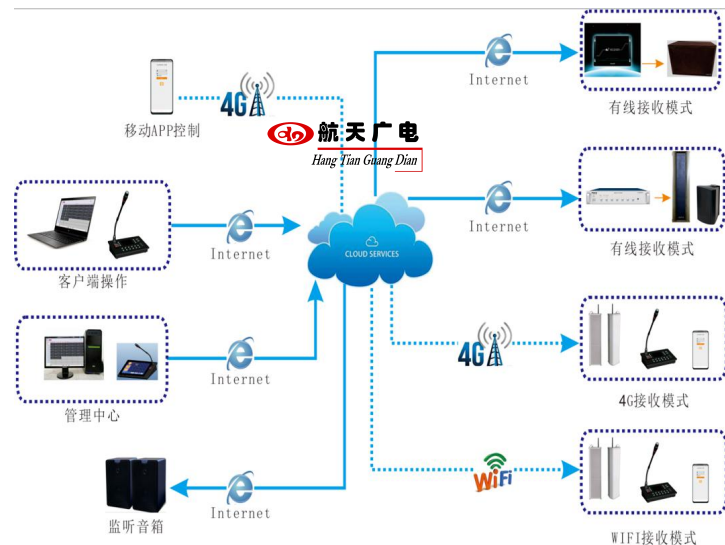 Internet
有线接收模式
4G
移动APP控制
航天广电
Hang Tian Guang Dian
Internet
有线接收模式
Internet
客户端操作
CLOUD SERVICES
4G
4G接收模式
Internet
管理中心
WiFi
WIFI接收模式
Internet
监听音箱